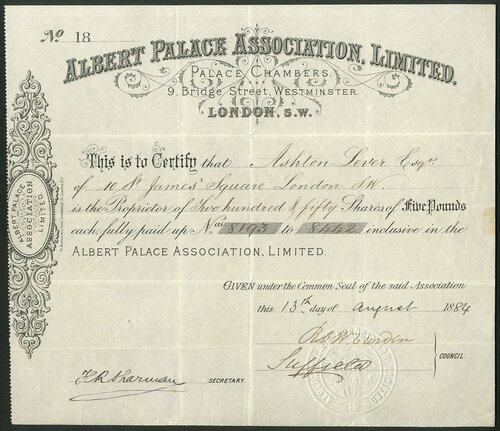 No 18
ALBERT PALACE ASSOCIATION, LIMITED.
PALACE CHAMBERS.
9, Bridge Street, Westminster.
LONDON, S.W.
This is to Certify that Ashton Lever Esqre
of 10 St James' Square, London SW
is the Proprietor of Two hundred & fifty Shares of Five Pounds
each, fully paid up Nos 8193 to 8442 inclusive in the
ALBERT PALACE ASSOCIATION, LIMITED.
ALBERT PALACE
ASSOCIATION
LIMITED
GIVEN under the Common Seal of the said Association
this 13th day of August 1884
Suffield
COUNCIL.
Sharman
SECRETARY.